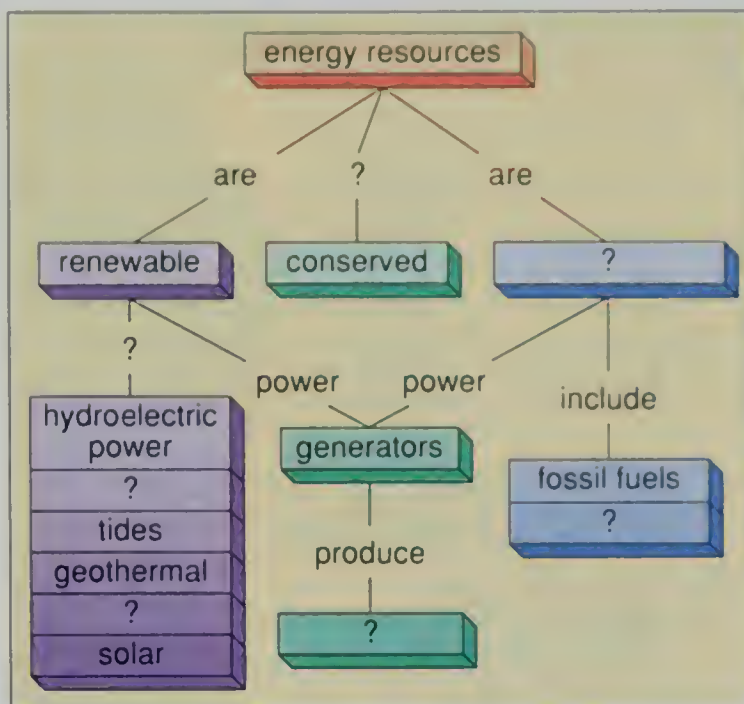 energy resources
are
?
are
renewable
conserved
?
?
power
power
include
hydroelectric
power
?
tides
geothermal
?
solar
generators
fossil fuels
?
produce
?